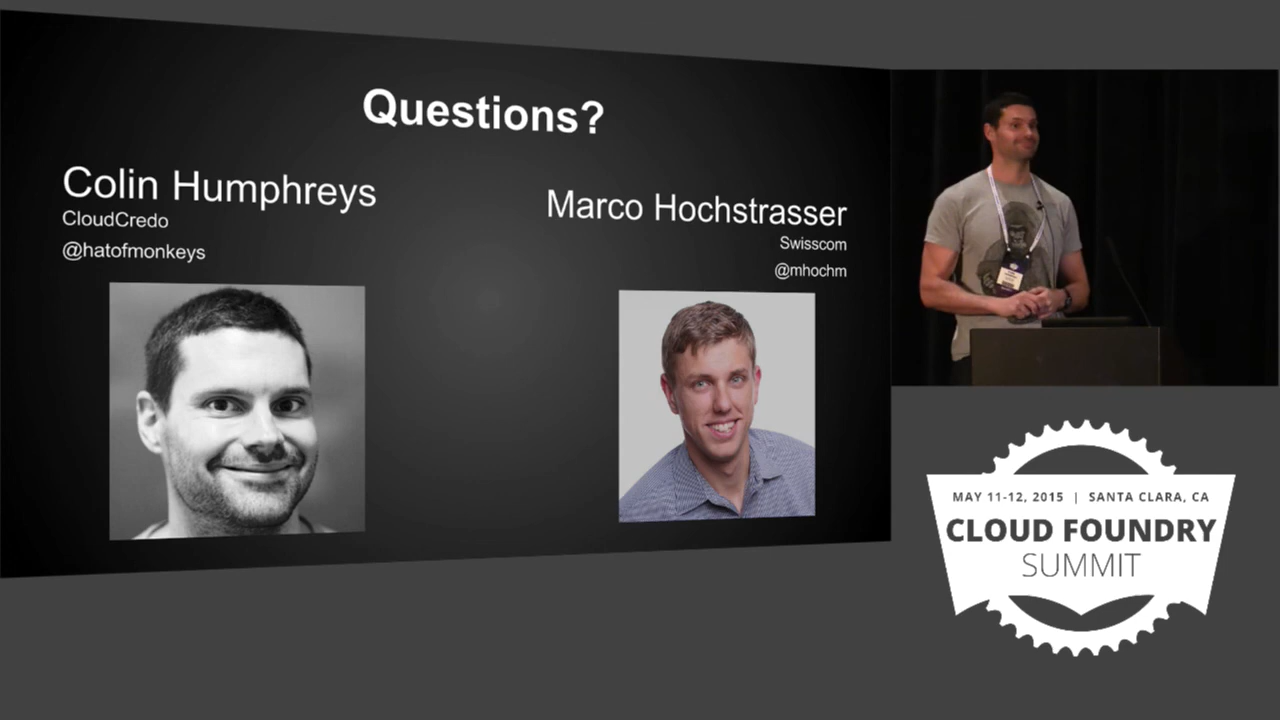 Questions?
Colin Humphreys
CloudCredo
@hatofmonkeys
Marco Hochstrasser
Swisscom
@mhochm
MAY 11-12, 2015 | SANTA CLARA, CA
CLOUD FOUNDRY
SUMMIT